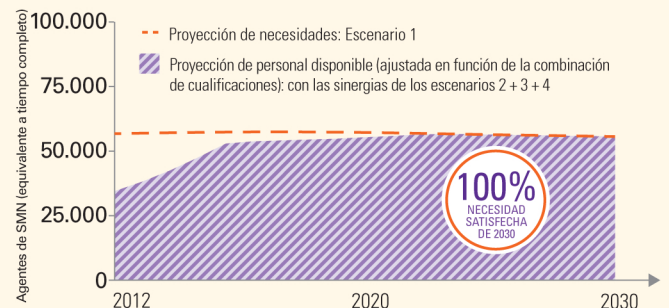 100.000
75.000
50.000
25.000
0
Agentes de SMN (equivalente a tiempo completo)
Proyección de necesidades: Escenario 1
Proyección de personal disponible (ajustada en función de la combinación
de cualificaciones): con las sinergias de los escenarios 2 + 3 + 4
100%
NECESIDAD
SATISFECHA
DE 2030
2012
2020
2030